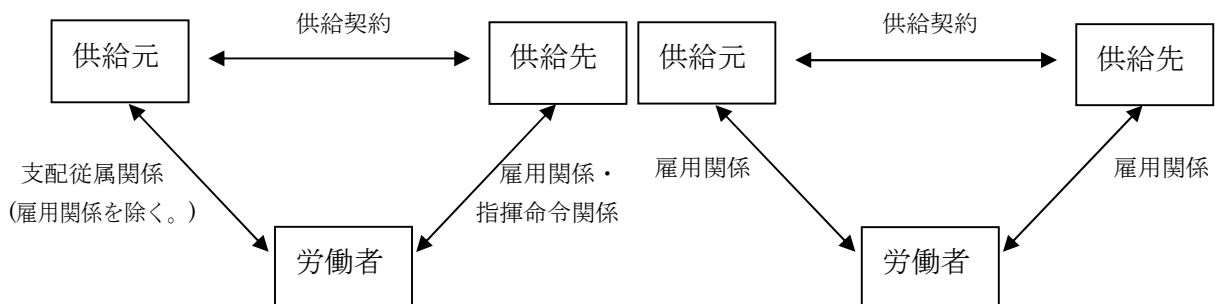 供給契約
供給元
供給先
支配従属関係
(雇用関係を除く。)
雇用関係・
指揮命令関係
労働者
供給契約
供給元
供給先
雇用関係
雇用関係
労働者